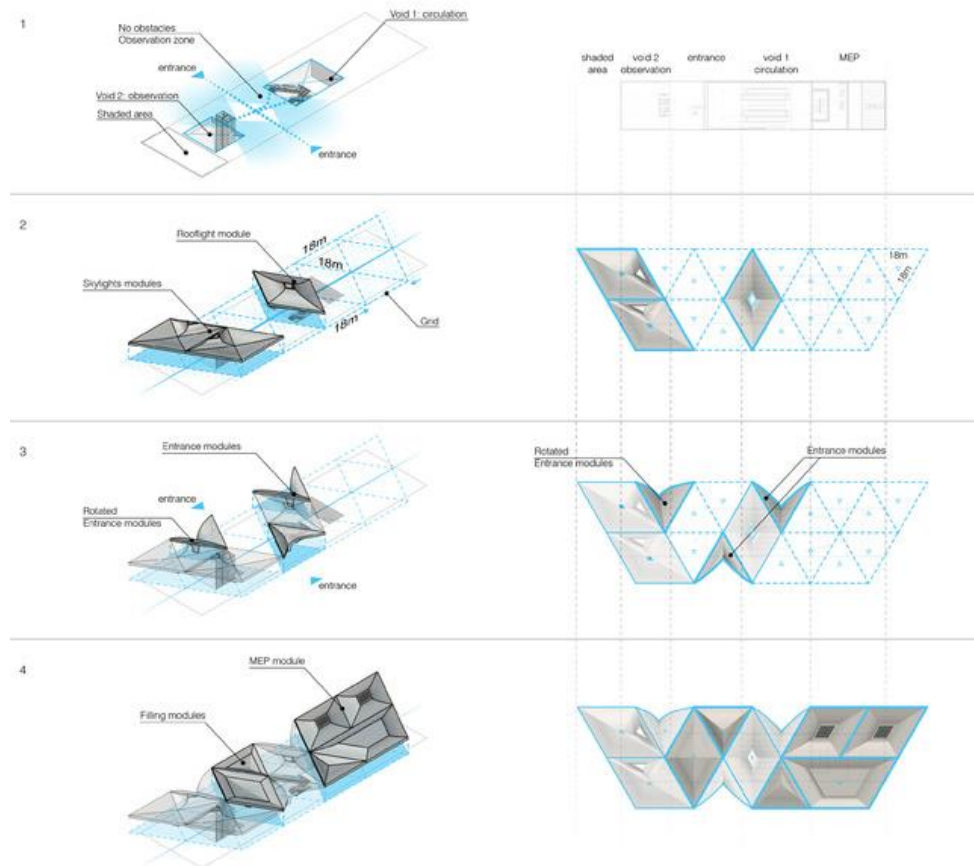 1
No obstacles
Observation zone
entrance
Void 2: observation
Shaded area
Void 1: circulation
entrance
shaded
area
void 2
observation
entrance
void 1
circulation
MEP
2
Rooflight module
Skylights modules
18m
18m
18m
Grid
18m
18m
3
Entrance modules
entrance
Rotated
Entrance modules
entrance
Rotated
Entrance modules
Entrance modules
4
MEP module
Filling modules